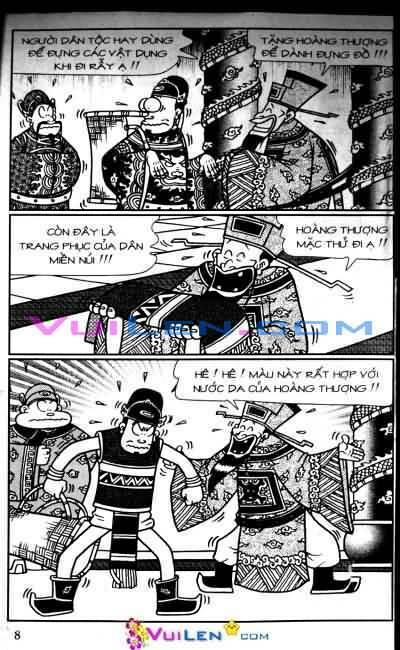 NGƯỜI DÂN TỘC HAY DÙNG
ĐỂ ĐỰNG CÁC VẬT DỤNG
KHI ĐI RẪY Ạ !!
TẶNG HOÀNG THƯỢNG
ĐỂ DÀNH ĐỰNG ĐỒ !!!
CÒN ĐÂY LÀ
TRANG PHỤC CỦA DÂN
MIỀN NÚI !!!
HOÀNG THƯỢNG
MẶC THỬ ĐI Ạ !!
VUILEN.COM
HÊ ! HÊ ! MÀU NÀY RẤT HỢP VỚI
NƯỚC DA CỦA HOÀNG THƯỢNG !!
8
VUILEN.COM